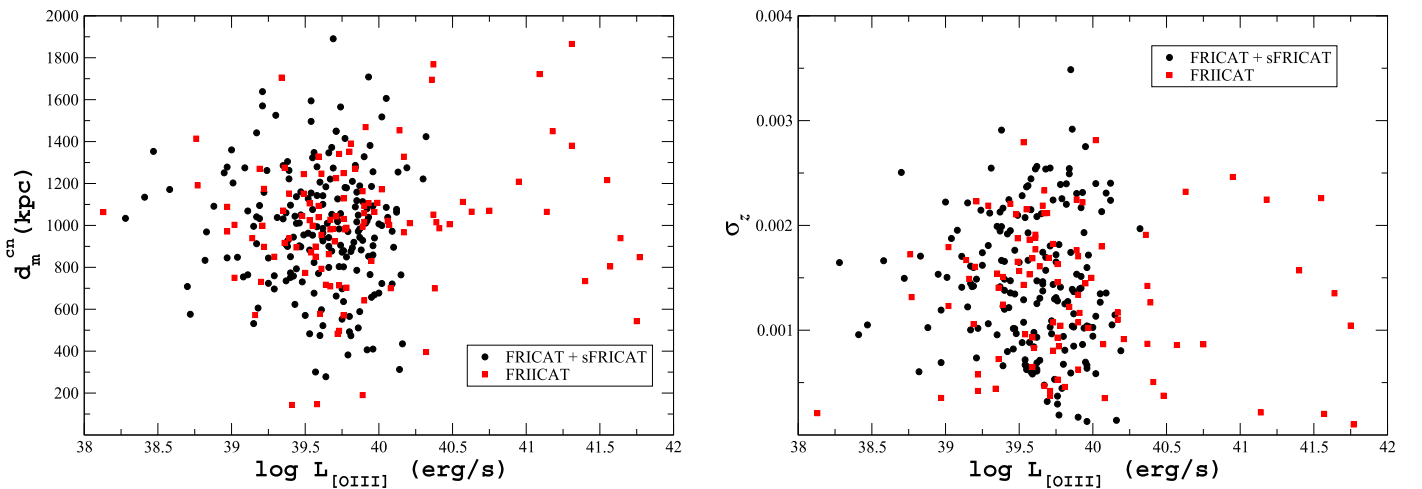 2000
1800
1600
1400
1200
1000
800
600
400
200
d_m^cn (kpc)
38 38.5 39 39.5 40 40.5 41 41.5 42
log L_[OIII] (erg/s)
FRICAT + sFRICAT
FRIICAT
0.004
0.003
0.002
0.001
0
σ_z
38 38.5 39 39.5 40 40.5 41 41.5 42
log L_[OIII] (erg/s)
FRICAT + sFRICAT
FRIICAT